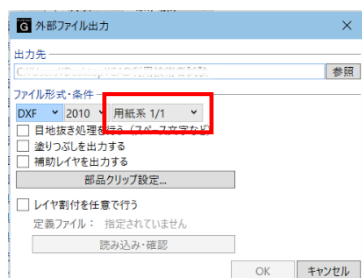 G 外部ファイル出力
出力先
参照
ファイル形式・条件
DXF 2010 用紙系 1/1
目地抜き処理を行う (スペース文字など)
塗りつぶしを出力する
補助レイヤを出力する
部品クリップ設定...
レイヤ割付を任意で行う
定義ファイル： 指定されていません
読み込み・確認
OK キャンセル